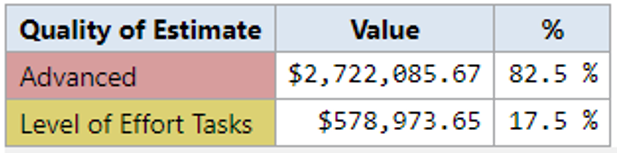 Quality of Estimate Value %
Advanced $2,722,085.67 82.5 %
Level of Effort Tasks $578,973.65 17.5 %